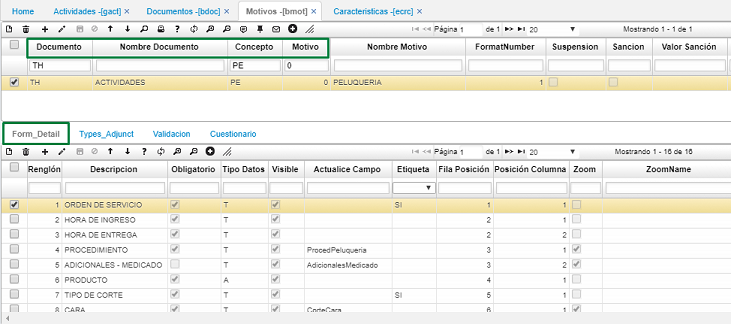 Home Actividades -[gact] X Documentos -[bdoc] X Motivos -[bmot] X Características -[ecrc] X
Página 1 de 1 20 Mostrando 1 - 1 de 1
Documento Nombre Documento Concepto Motivo Nombre Motivo FormatNumber Suspension Sancion Valor Sanción
TH PE 0
TH ACTIVIDADES PE 0 PELUQUERIA 1
Form_Detail Types_Adjunct Validacion Cuestionario
Página 1 de 1 20 Mostrando 1 - 16 de 16
Renglón Descripcion Obligatorio Tipo Datos Visible Actualice Campo Etiqueta Fila Posición Posición Columna Zoom ZoomName
1 ORDEN DE SERVICIO T SI 1 1
2 HORA DE INGRESO T 2 1
3 HORA DE ENTREGA T 2 2
4 PROCEDIMIENTO T ProcedPeluqueria 3 1
5 ADICIONALES - MEDICADO T AdicionalesMedicado 3 2
6 PRODUCTO A 4 1
7 TIPO DE CORTE T SI 5 1
8 CARA T CorteCara 6 1